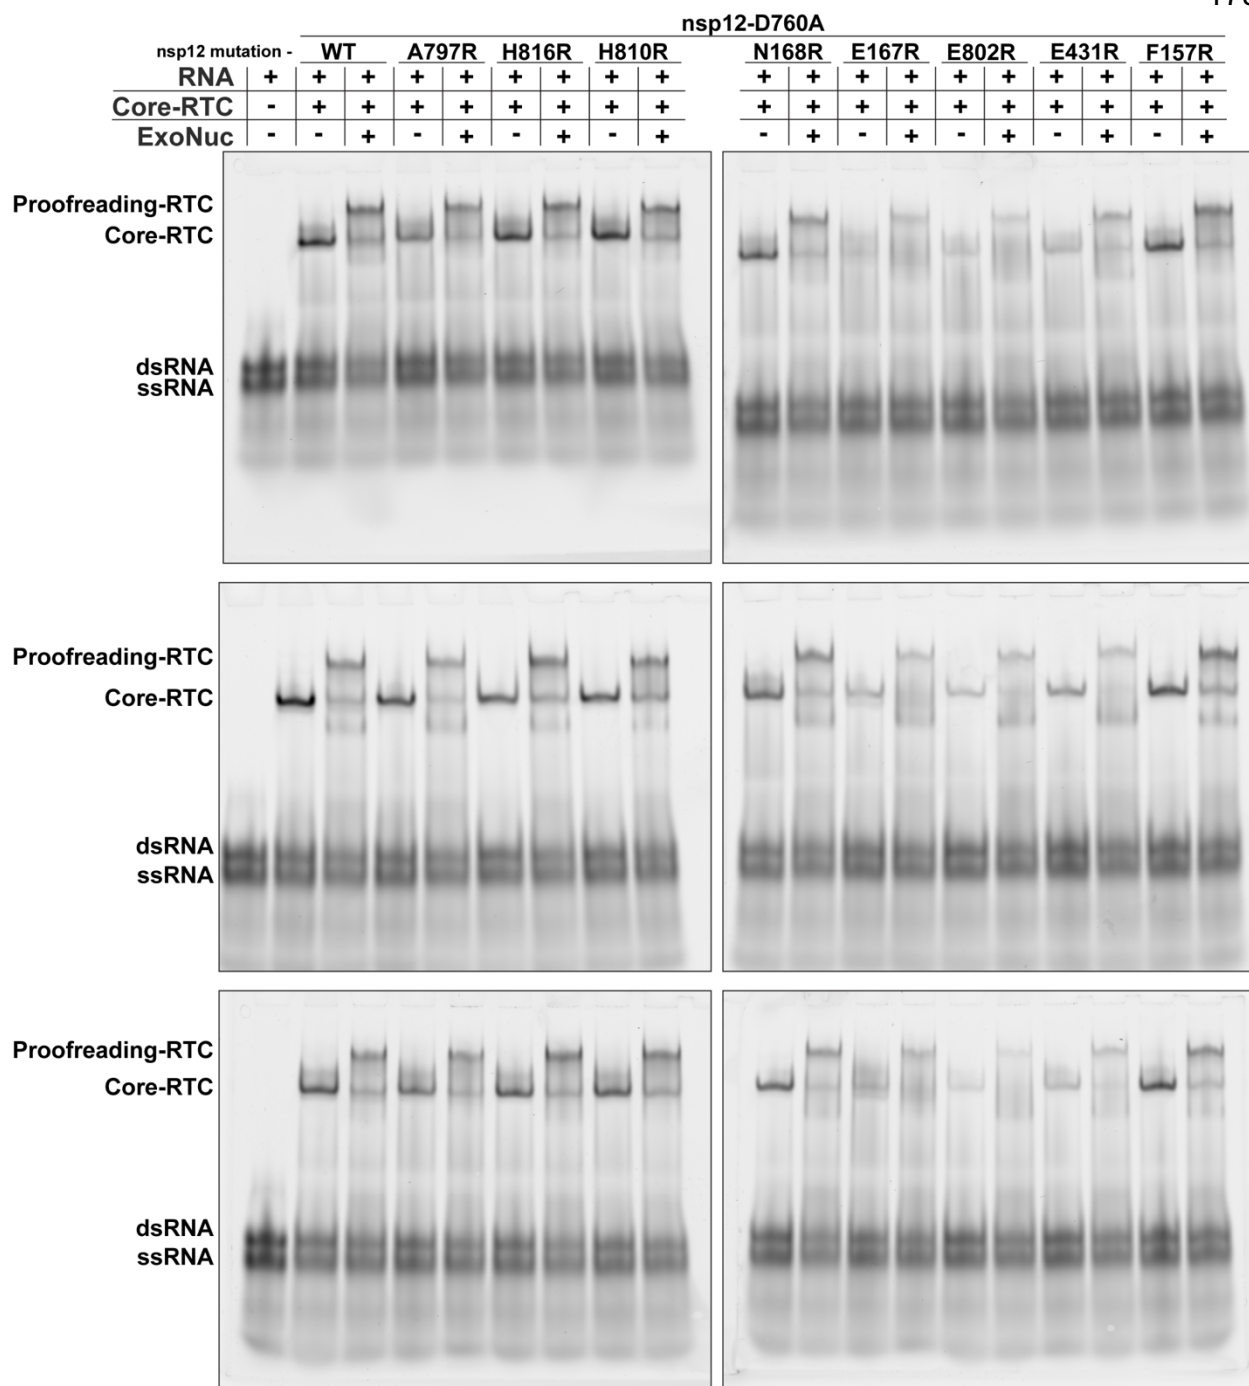 nsp12-D760A
nsp12 mutation - WT A797R H816R H810R N168R E167R E802R E431R F157R
RNA + + + + + + + + + + + + + + + + + + +
Core-RTC - + + + + + + + + + + + + + + + + + +
ExoNuc - - + - + - + - + - + - + - + - + - +
Proofreading-RTC
Core-RTC
dsRNA
ssRNA
Proofreading-RTC
Core-RTC
dsRNA
ssRNA
Proofreading-RTC
Core-RTC
dsRNA
ssRNA